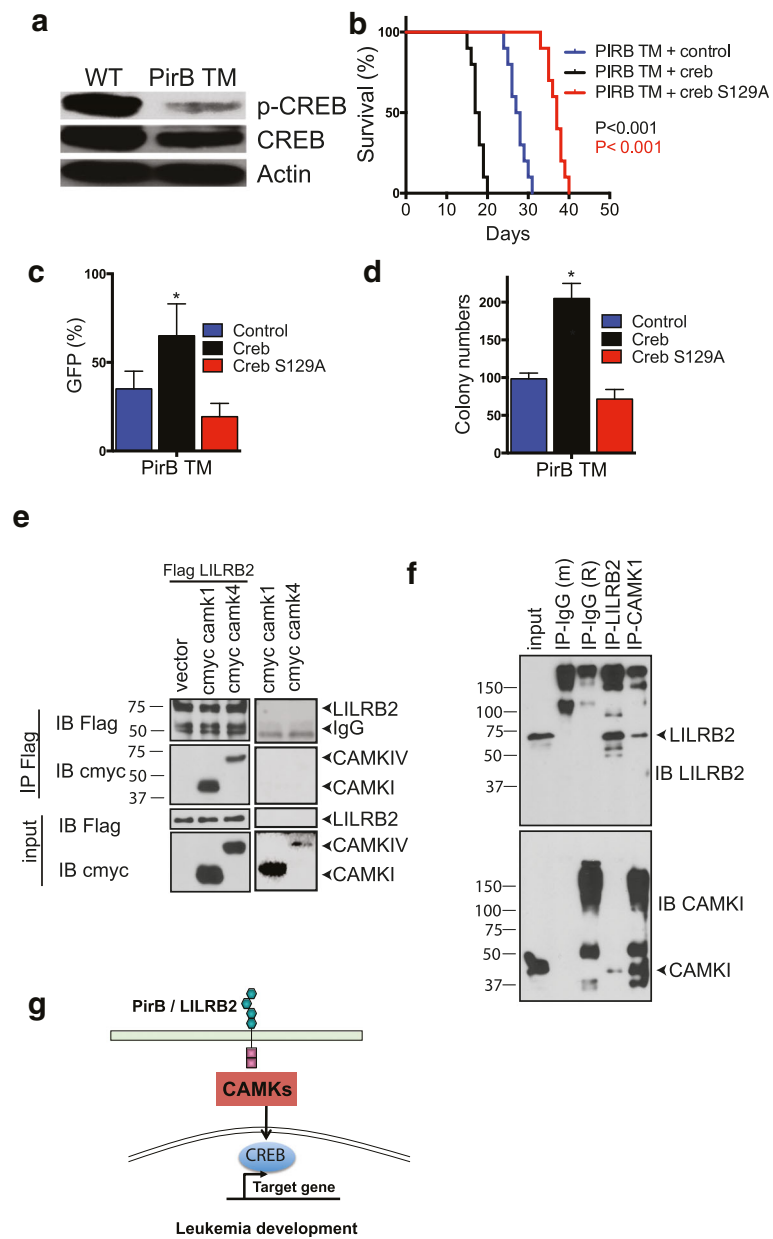 a
WT PirB TM
p-CREB
CREB
Actin
b
Survival (%)
100
50
0
0 10 20 30 40 50
Days
PIRB TM + control
PIRB TM + creb
PIRB TM + creb S129A
P<0.001
P< 0.001
c
GFP (%)
100
50
0
PirB TM
*
Control
Creb
Creb S129A
d
Colony numbers
200
150
100
50
0
PirB TM
*
Control
Creb
Creb S129A
e
Flag LILRB2
vector
cmyc camk1
cmyc camk4
cmyc camk1
cmyc camk4
IP Flag
IB Flag
75
50
LILRB2
IgG
IB cmyc
75
50
37
CAMKIV
CAMKI
input
IB Flag
LILRB2
IB cmyc
CAMKIV
CAMKI
f
input
IP-IgG (m)
IP-IgG (R)
IP-LILRB2
IP-CAMK1
150
100
75
37
LILRB2
IB LILRB2
150
100
75
50
37
IB CAMKI
CAMKI
g
PirB / LILRB2
CAMKs
CREB
Target gene
Leukemia development